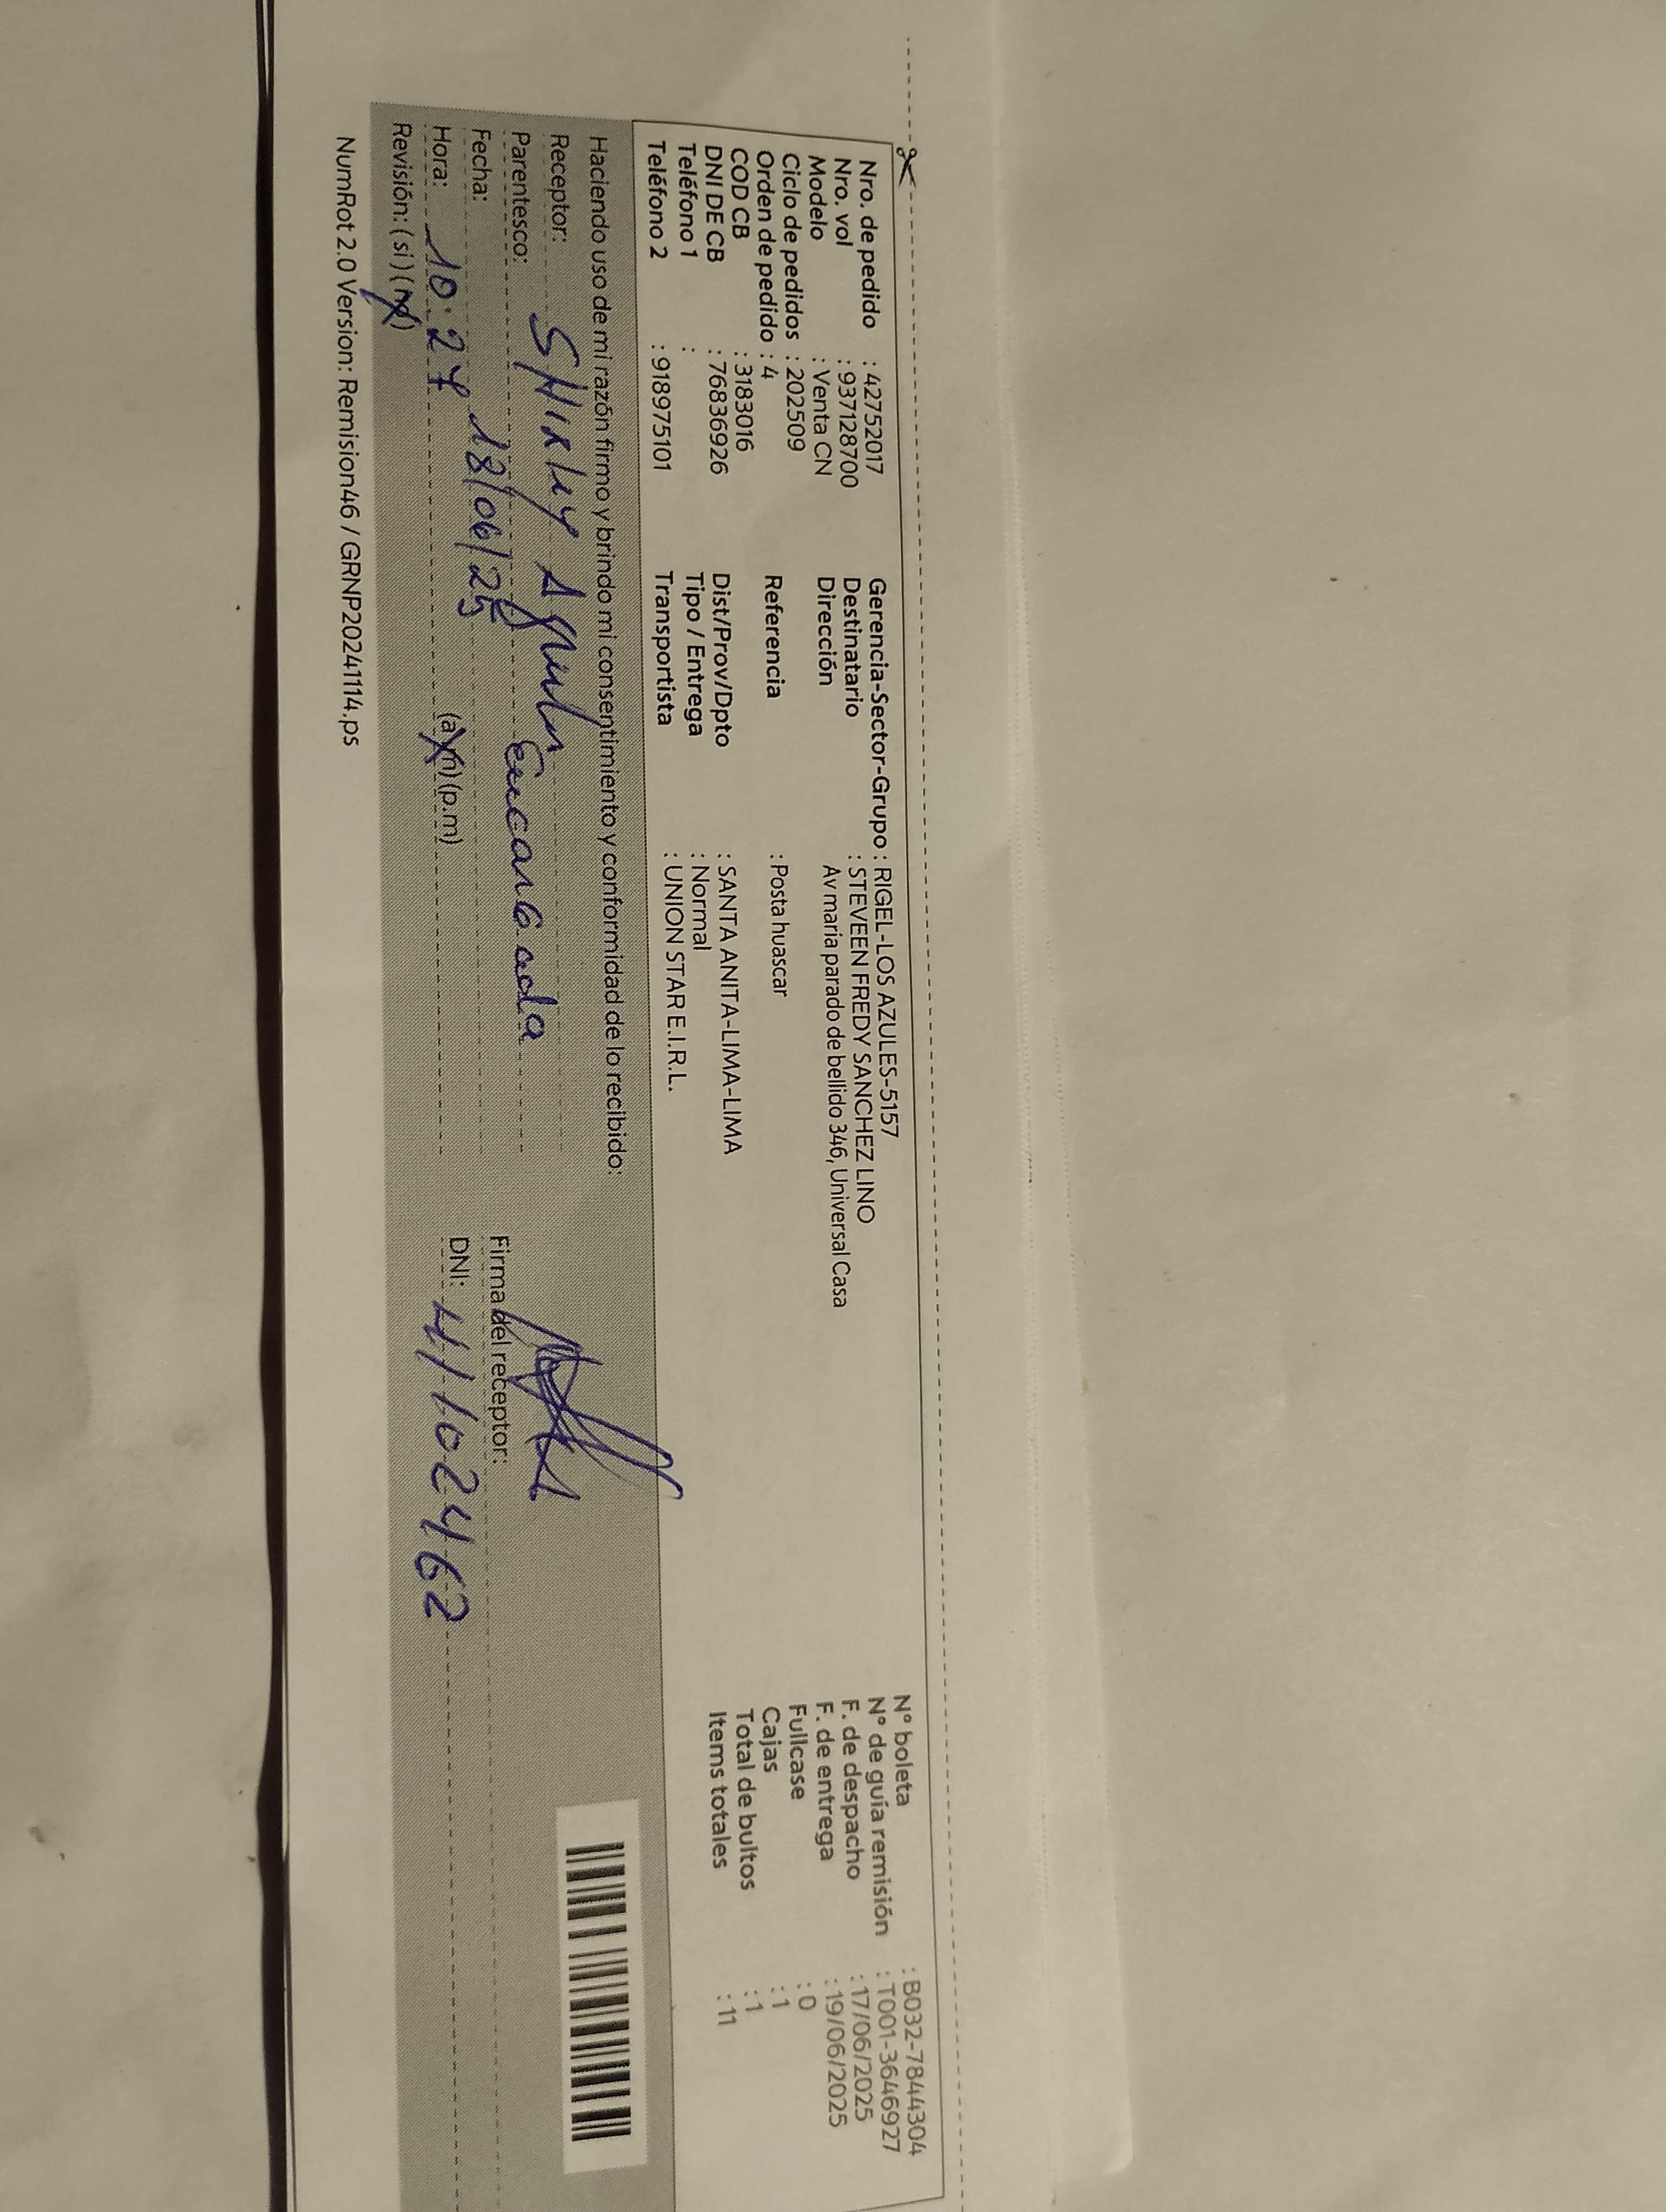 Nro. de pedido : 42752017
Nro. vol : 937128700
Modelo : Venta CN
Ciclo de pedidos : 202509
Orden de pedido : 4
COD CB : 3183016
DNI DE CB : 76836926
Teléfono 1 :
Teléfono 2 : 918975101
Gerencia-Sector-Grupo : RIGEL-LOS AZULES-5157
Destinatario : STEVEEN FREDY SANCHEZ LINO
Dirección Av maria parado de bellido 346, Universal Casa
Referencia : Posta huascar
Dist/Prov/Dpto : SANTA ANITA-LIMA-LIMA
Tipo / Entrega : Normal
Transportista : UNION STAR E.I.R.L.
N° boleta : B032-7844304
N° de guía remisión : T001-3646927
F. de despacho : 17/06/2025
F. de entrega : 19/06/2025
Fullcase : 0
Cajas : 1
Total de bultos : 1
Items totales : 11
Haciendo uso de mi razón firmo y brindo mi consentimiento y conformidad de lo recibido:
Receptor: Shirley
Parentesco: Encargada
Fecha: 18/06/25
Hora: 10:27 (a.m) (p.m)
Revisión: (si) (no)
Firma del receptor:
DNI: 41102462
NumRot 2.0 Version: Remision46 / GRNP20241114.ps